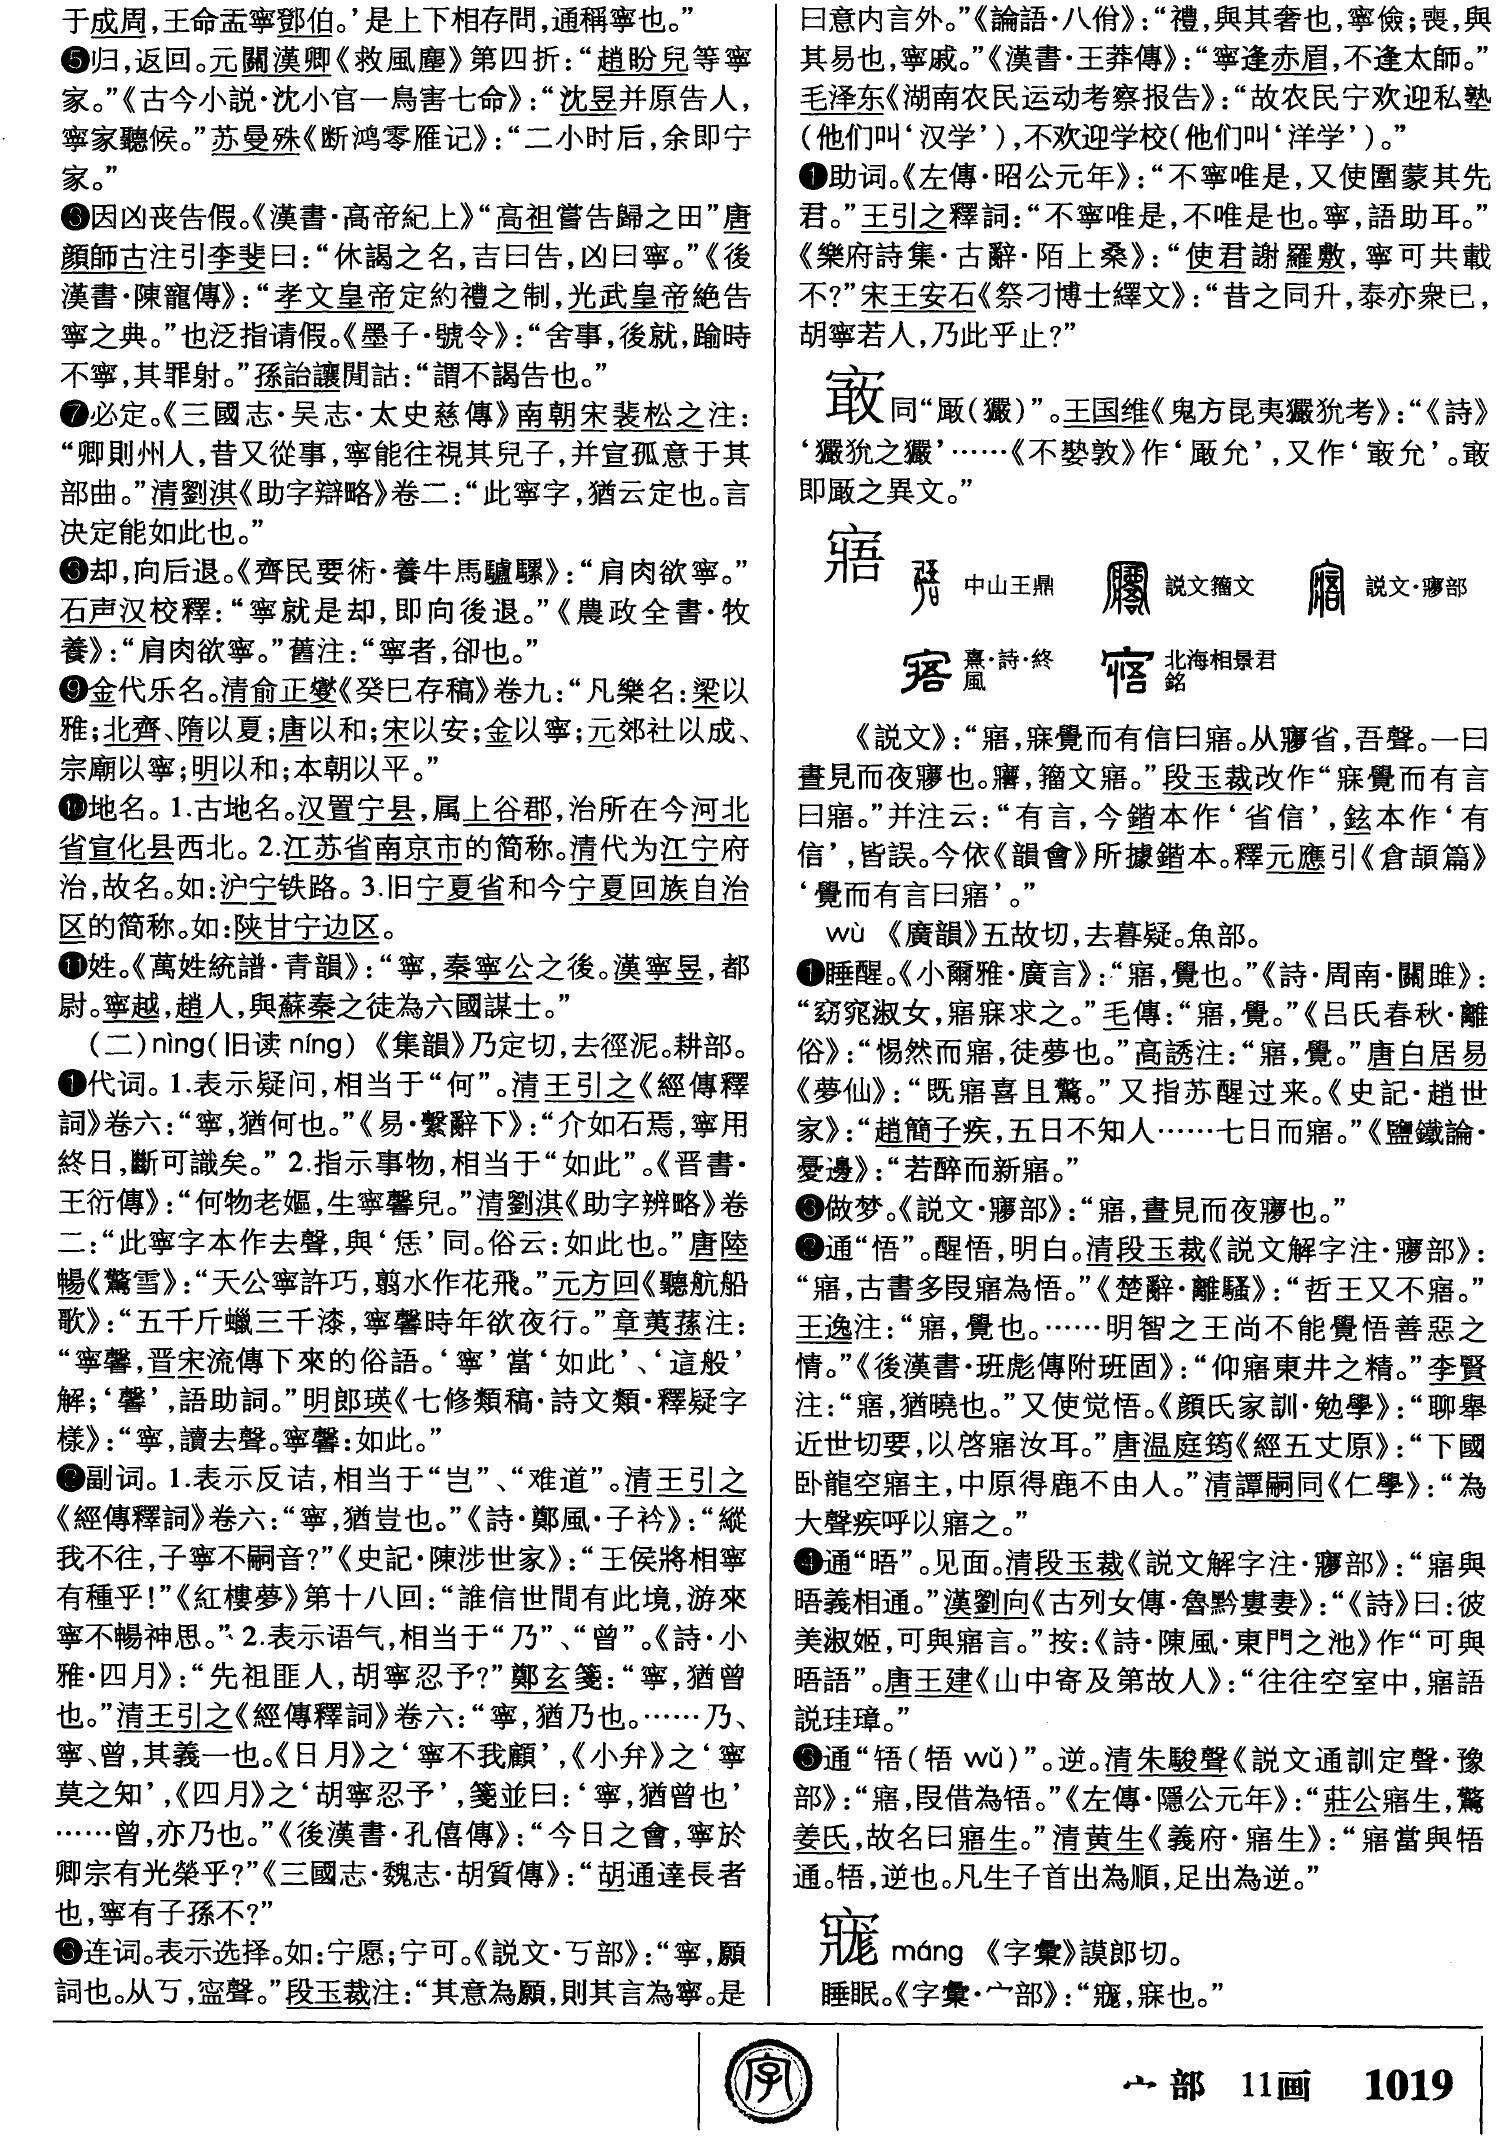 于成周，王命盂寧鄧伯。’是上下相存問，通稱寧也。”
❺归，返回。元關漢卿《救風塵》第四折：“趙盼兒等寧
家。”《古今小説·沈小官一鳥害七命》：“沈昱并原告人，
寧家聽候。”苏曼殊《断鸿零雁记》：“二小时后，余即宁
家。”
❻因凶丧告假。《漢書·高帝紀上》“高祖嘗告歸之田”唐
顔師古注引李斐曰：“休謁之名，吉曰告，凶曰寧。”《後
漢書·陳寵傳》：“孝文皇帝定約禮之制，光武皇帝絶告
寧之典。”也泛指请假。《墨子·號令》：“舍事，後就，踰時
不寧，其罪射。”孫詒讓閒詁：“謂不謁告也。”
❼必定。《三國志·吴志·太史慈傳》南朝宋裴松之注：
“卿則州人，昔又從事，寧能往視其兒子，并宣孤意于其
部曲。”清劉淇《助字辯略》卷二：“此寧字，猶云定也。言
决定能如此也。”
❽却，向后退。《齊民要術·養牛馬驢騾》：“肩肉欲寧。”
石声汉校釋：“寧就是却，即向後退。”《農政全書·牧
養》：“肩肉欲寧。”舊注：“寧者，卻也。”
❾金代乐名。清俞正燮《癸巳存稿》卷九：“凡樂名：梁以
雅；北齊、隋以夏；唐以和；宋以安；金以寧；元郊社以成、
宗廟以寧；明以和；本朝以平。”
❿地名。1.古地名。汉置宁县，属上谷郡，治所在今河北
省宣化县西北。2.江苏省南京市的简称。清代为江宁府
治，故名。如：沪宁铁路。3.旧宁夏省和今宁夏回族自治
区的简称。如：陕甘宁边区。
⓫姓。《萬姓統譜·青韻》：“寧，秦寧公之後。漢寧昱，都
尉。寧越，趙人，與蘇秦之徒為六國謀士。”
（二）nìng（旧读 níng）《集韻》乃定切，去徑泥。耕部。
❶代词。1.表示疑问，相当于“何”。清王引之《經傳釋
詞》卷六：“寧，猶何也。”《易·繫辭下》：“介如石焉，寧用
終日，斷可識矣。”2.指示事物，相当于“如此”。《晋書·
王衍傳》：“何物老嫗，生寧馨兒。”清劉淇《助字辨略》卷
二：“此寧字本作去聲，與‘恁’同。俗云：如此也。”唐陸
暢《驚雪》：“天公寧許巧，翦水作花飛。”元方回《聽航船
歌》：“五千斤蠟三千漆，寧馨時年欲夜行。”章荑蓀注：
“寧馨，晋宋流傳下來的俗語。‘寧’當‘如此’、‘這般’
解；‘馨’，語助詞。”明郎瑛《七修類稿·詩文類·釋疑字
樣》：“寧，讀去聲。寧馨：如此。”
❷副词。1.表示反诘，相当于“岂”、“难道”。清王引之
《經傳釋詞》卷六：“寧，猶豈也。”《詩·鄭風·子衿》：“縱
我不往，子寧不嗣音？”《史記·陳涉世家》：“王侯將相寧
有種乎！”《紅樓夢》第十八回：“誰信世間有此境，游來
寧不暢神思。”2.表示语气，相当于“乃”、“曾”。《詩·小
雅·四月》：“先祖匪人，胡寧忍予？”鄭玄箋：“寧，猶曾
也。”清王引之《經傳釋詞》卷六：“寧，猶乃也。……乃、
寧、曾，其義一也。《日月》之‘寧不我顧’，《小弁》之‘寧
莫之知’，《四月》之‘胡寧忍予’，箋並曰：‘寧，猶曾也’
……曾，亦乃也。”《後漢書·孔僖傳》：“今日之會，寧於
卿宗有光榮乎？”《三國志·魏志·胡質傳》：“胡通達長者
也，寧有子孫不？”
❸连词。表示选择。如：宁愿；宁可。《説文·丂部》：“寧，願
詞也。从丂，寍聲。”段玉裁注：“其意為願，則其言為寧。是
曰意内言外。”《論語·八佾》：“禮，與其奢也，寧儉；喪，與
其易也，寧戚。”《漢書·王莽傳》：“寧逢赤眉，不逢太師。”
毛泽东《湖南农民运动考察报告》：“故农民宁欢迎私塾
（他们叫‘汉学’），不欢迎学校（他们叫‘洋学’）。”
❶助词。《左傳·昭公元年》：“不寧唯是，又使圍蒙其先
君。”王引之釋詞：“不寧唯是，不唯是也。寧，語助耳。”
《樂府詩集·古辭·陌上桑》：“使君謝羅敷，寧可共載
不？”宋王安石《祭刁博士繹文》：“昔之同升，泰亦衆已，
胡寧若人，乃此乎止？”
㪚同“厰（玁）”。王国维《鬼方昆夷玁狁考》：“《詩》
‘玁狁之玁’……《不𡢁敦》作‘厰允’，又作‘𡪾允’。𡪾
即厰之異文。”
寤
中山王鼎 説文籀文 説文·㝱部
熹·詩·終風 北海相景君銘
《説文》：“寤，寐覺而有信曰寤。从㝱省，吾聲。一曰
晝見而夜㝱也。𡬌，籀文寤。”段玉裁改作“寐覺而有言
曰寤。”并注云：“有言，今鍇本作‘省信’，鉉本作‘有
信’，皆誤。今依《韻會》所據鍇本。釋元應引《倉頡篇》
‘覺而有言曰寤’。”
wù 《廣韻》五故切，去暮疑。魚部。
❶睡醒。《小爾雅·廣言》：“寤，覺也。”《詩·周南·關雎》：
“窈窕淑女，寤寐求之。”毛傳：“寤，覺。”《吕氏春秋·離
俗》：“惕然而寤，徒夢也。”高誘注：“寤，覺。”唐白居易
《夢仙》：“既寤喜且驚。”又指苏醒过来。《史記·趙世
家》：“趙簡子疾，五日不知人……七日而寤。”《鹽鐵論·
憂邊》：“若醉而新寤。”
❸做梦。《説文·㝱部》：“寤，晝見而夜㝱也。”
❷通“悟”。醒悟，明白。清段玉裁《説文解字注·㝱部》：
“寤，古書多叚寤為悟。”《楚辭·離騷》：“哲王又不寤。”
王逸注：“寤，覺也。……明智之王尚不能覺悟善惡之
情。”《後漢書·班彪傳附班固》：“仰寤東井之精。”李賢
注：“寤，猶曉也。”又使觉悟。《顔氏家訓·勉學》：“聊舉
近世切要，以啓寤汝耳。”唐温庭筠《經五丈原》：“下國
卧龍空寤主，中原得鹿不由人。”清譚嗣同《仁學》：“為
大聲疾呼以寤之。”
❹通“晤”。见面。清段玉裁《説文解字注·㝱部》：“寤與
晤義相通。”漢劉向《古列女傳·魯黔婁妻》：“《詩》曰：彼
美淑姬，可與寤言。”按：《詩·陳風·東門之池》作“可與
晤語”。唐王建《山中寄及第故人》：“往往空室中，寤語
説珪璋。”
❻通“啎（牾 wǔ）”。逆。清朱駿聲《説文通訓定聲·豫
部》：“寤，叚借為啎。”《左傳·隱公元年》：“莊公寤生，驚
姜氏，故名曰寤生。”清黄生《義府·寤生》：“寤當與牾
通。牾，逆也。凡生子首出為順，足出為逆。”
máng 《字彙》謨郎切。
睡眠。《字彙·宀部》：“，寐也。”
字
宀部 11画 1019